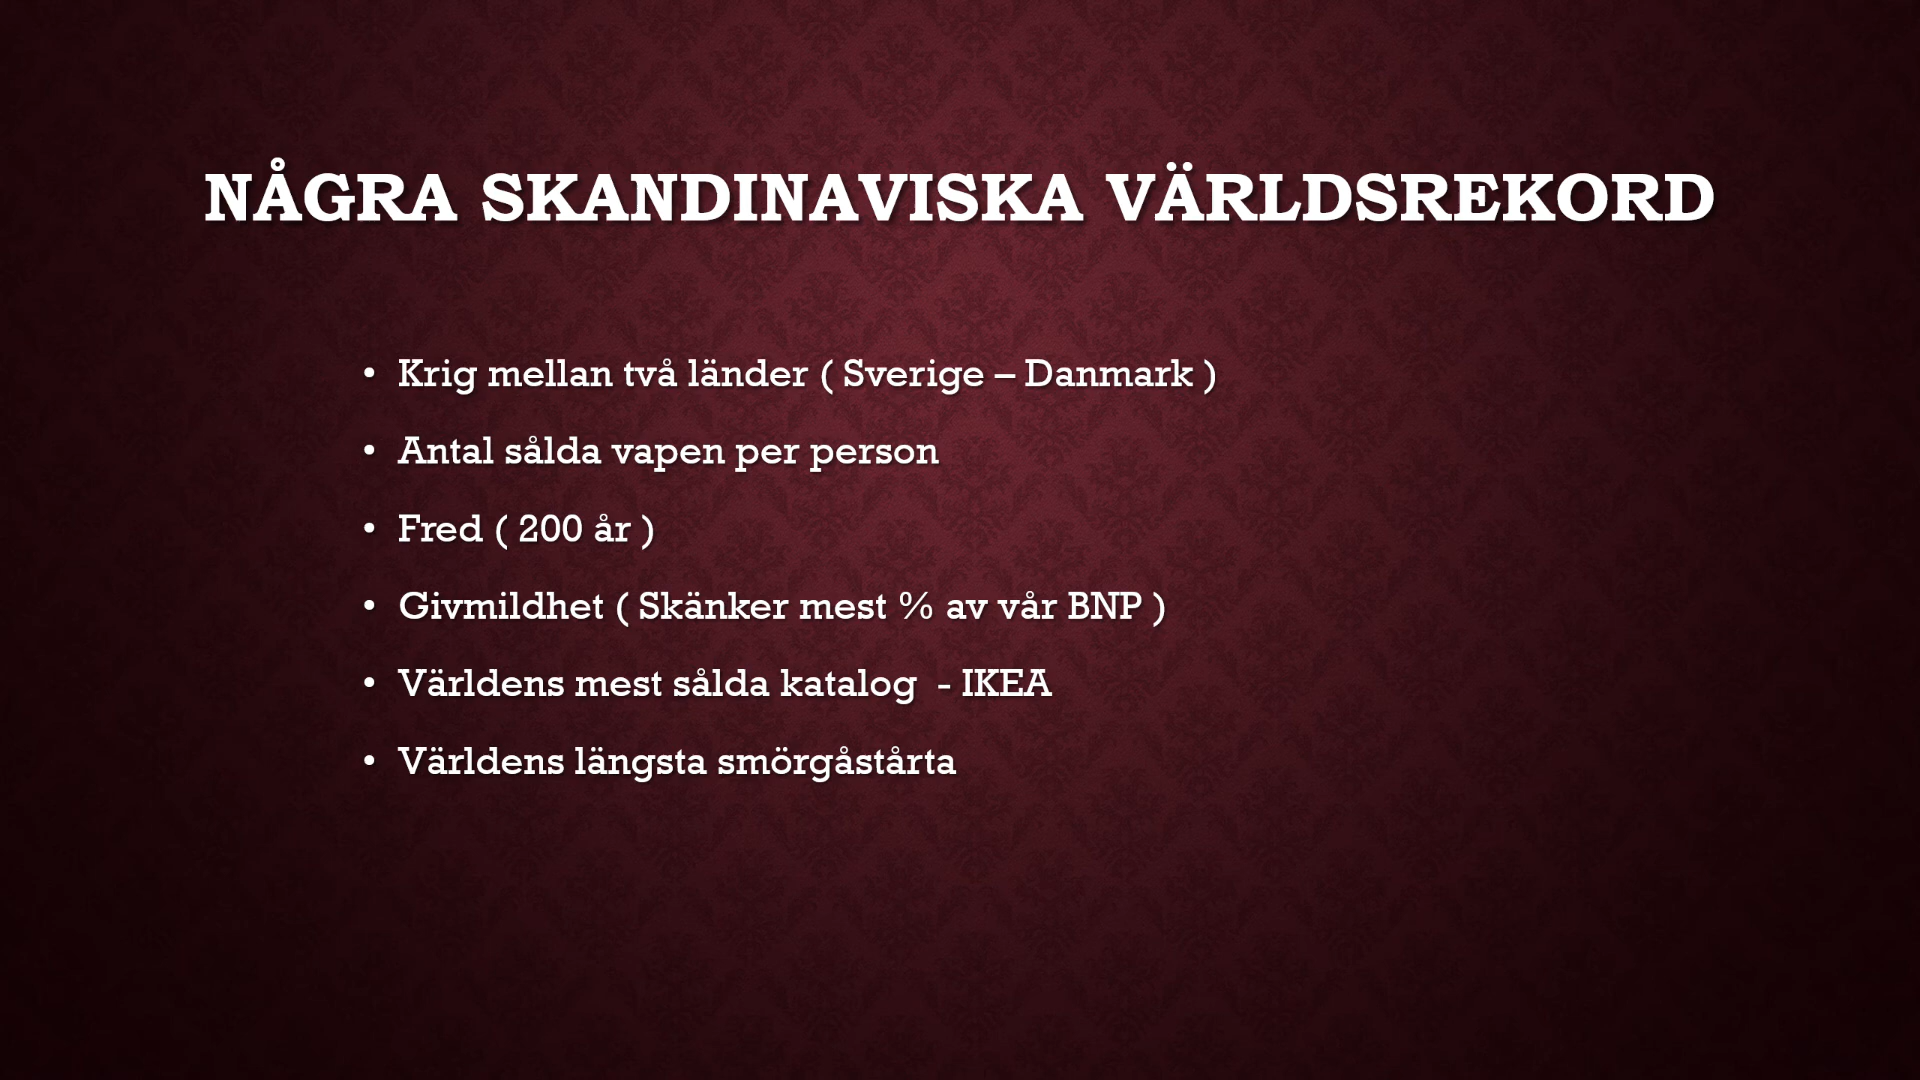 NÅGRA SKANDINAVISKA VÄRLDSREKORD
• Krig mellan två länder ( Sverige – Danmark )
• Antal sålda vapen per person
• Fred ( 200 år )
• Givmildhet ( Skänker mest % av vår BNP )
• Världens mest sålda katalog  - IKEA
• Världens längsta smörgåstårta